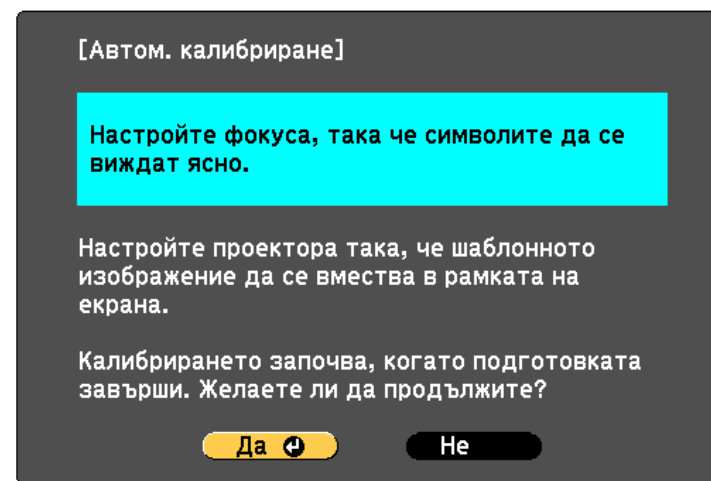 [Автом. калибриране]
Настройте фокуса, така че символите да се
виждат ясно.
Настройте проектора така, че шаблонното
изображение да се вмества в рамката на
екрана.
Калибрирането започва, когато подготовката
завърши. Желаете ли да продължите?
Да
Не